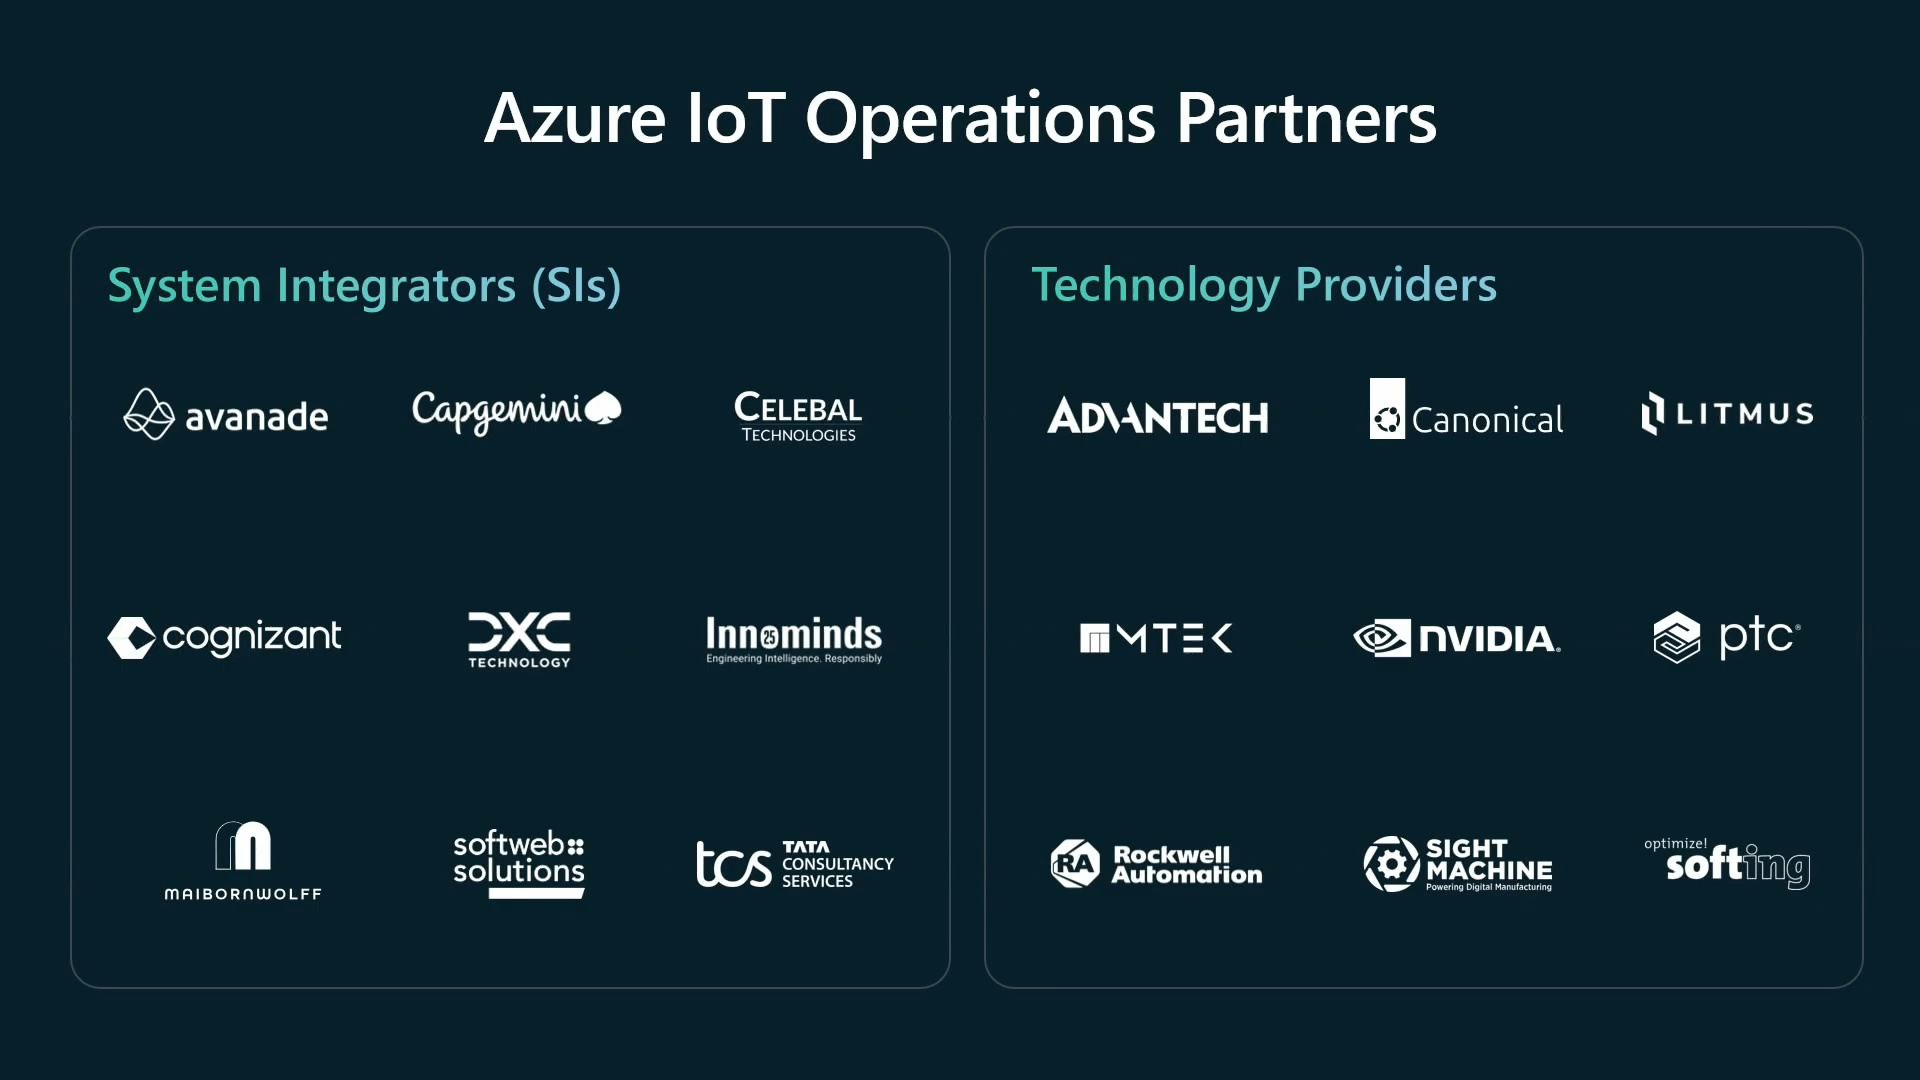 Azure IoT Operations Partners
System Integrators (SIs)
avanade
Capgemini
CELEBAL
TECHNOLOGIES
cognizant
DXC
TECHNOLOGY
Innominds
25
Engineering Intelligence. Responsibly
MAIBORNWOLFF
softweb
solutions
tcs
TATA
CONSULTANCY
SERVICES
Technology Providers
ADVANTECH
Canonical
LITMUS
MTEK
NVIDIA.
ptc®
RA
Rockwell
Automation
SIGHT
MACHINE
Powering Digital Manufacturing
optimize!
softing